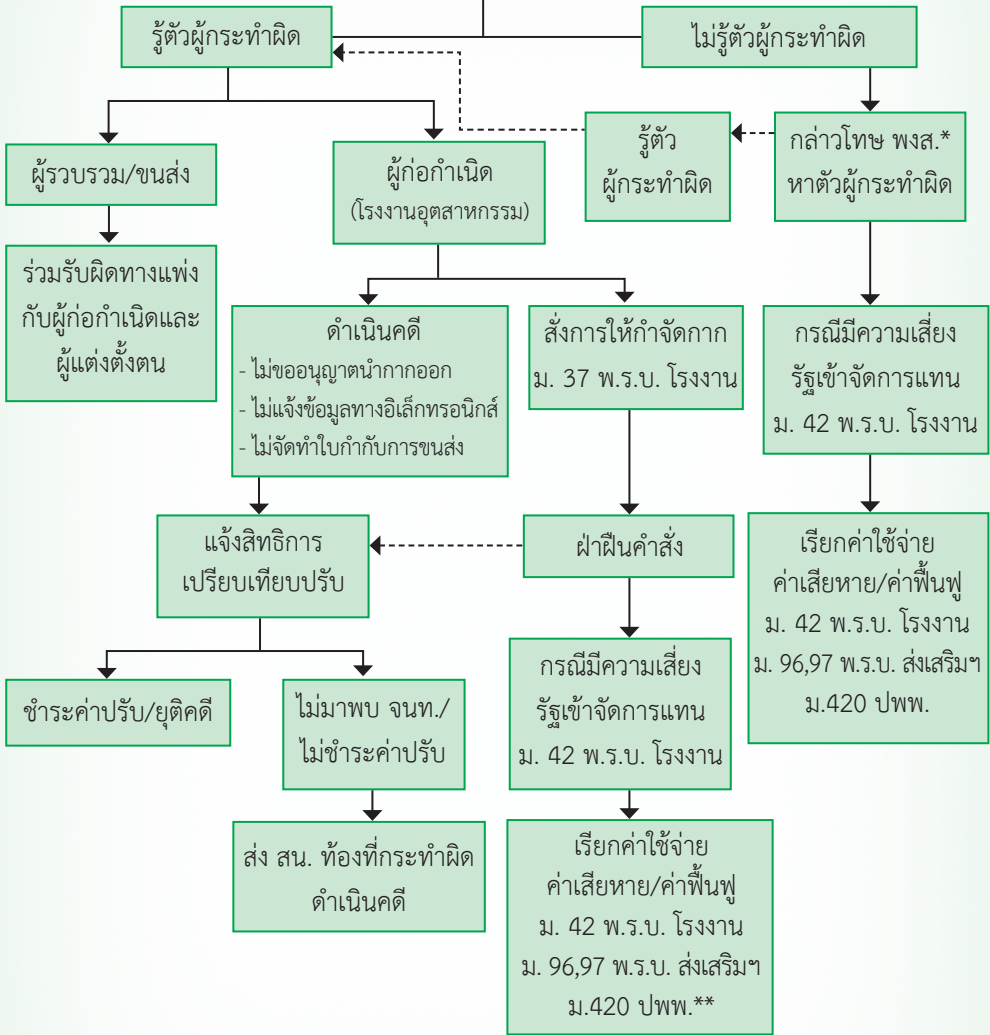 รู้ตัวผู้กระทำผิด
ไม่รู้ตัวผู้กระทำผิด
ผู้รวบรวม/ขนส่ง
ผู้ก่อกำเนิด
(โรงงานอุตสาหกรรม)
รู้ตัว
ผู้กระทำผิด
กล่าวโทษ พงส.*
หาตัวผู้กระทำผิด
ร่วมรับผิดทางแพ่ง
กับผู้ก่อกำเนิดและ
ผู้แต่งตั้งตน
ดำเนินคดี
- ไม่ขออนุญาตนำกากออก
- ไม่แจ้งข้อมูลทางอิเล็กทรอนิกส์
- ไม่จัดทำใบกำกับการขนส่ง
สั่งการให้กำจัดกาก
ม. 37 พ.ร.บ. โรงงาน
กรณีมีความเสี่ยง
รัฐเข้าจัดการแทน
ม. 42 พ.ร.บ. โรงงาน
แจ้งสิทธิการ
เปรียบเทียบปรับ
ฝ่าฝืนคำสั่ง
เรียกค่าใช้จ่าย
ค่าเสียหาย/ค่าฟื้นฟู
ม. 42 พ.ร.บ. โรงงาน
ม. 96,97 พ.ร.บ. ส่งเสริมฯ
ม.420 ปพพ.
ชำระค่าปรับ/ยุติคดี
ไม่มาพบ จนท./
ไม่ชำระค่าปรับ
กรณีมีความเสี่ยง
รัฐเข้าจัดการแทน
ม. 42 พ.ร.บ. โรงงาน
ส่ง สน. ท้องที่กระทำผิด
ดำเนินคดี
เรียกค่าใช้จ่าย
ค่าเสียหาย/ค่าฟื้นฟู
ม. 42 พ.ร.บ. โรงงาน
ม. 96,97 พ.ร.บ. ส่งเสริมฯ
ม.420 ปพพ.**